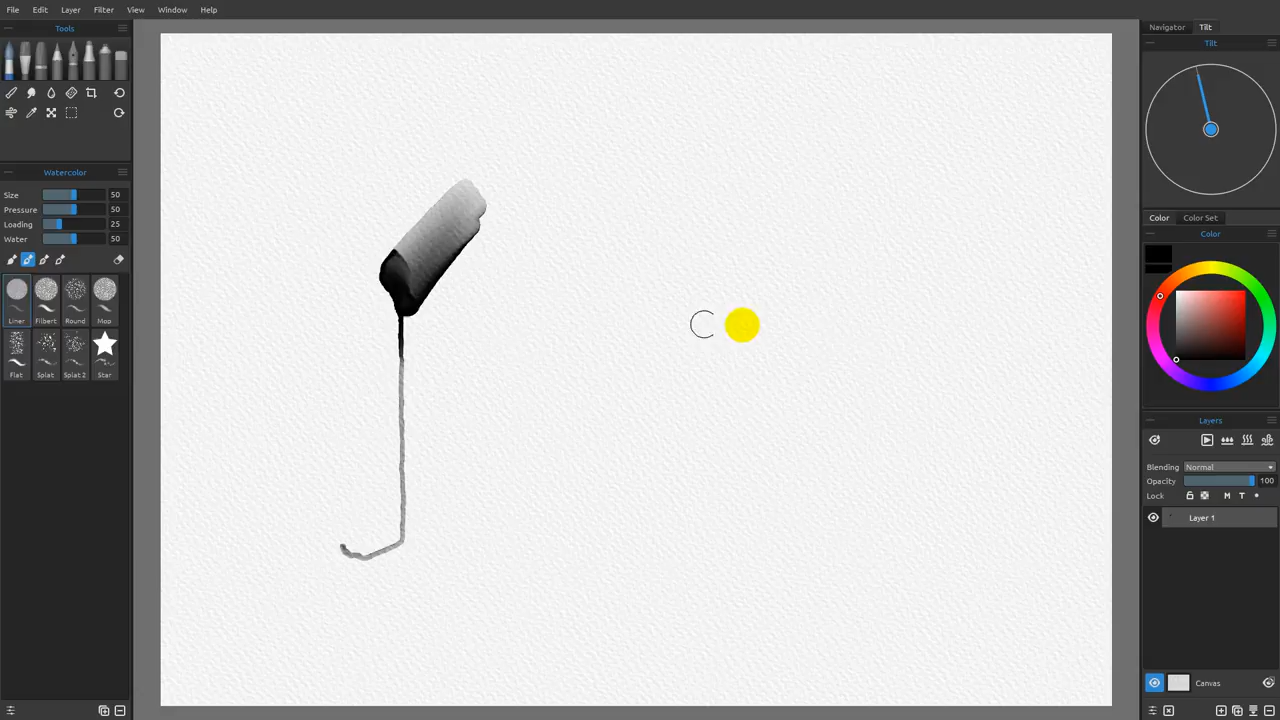 File Edit Layer Filter View Window Help
Tools
Watercolor
Size 50
Pressure 50
Loading 25
Water 50
Liner Filbert Round Mop
Flat Splat Splat 2 Star
Navigator Tilt
Tilt
Color Color Set
Color
Layers
Blending Normal
Opacity 100
Lock M T
Layer 1
Canvas